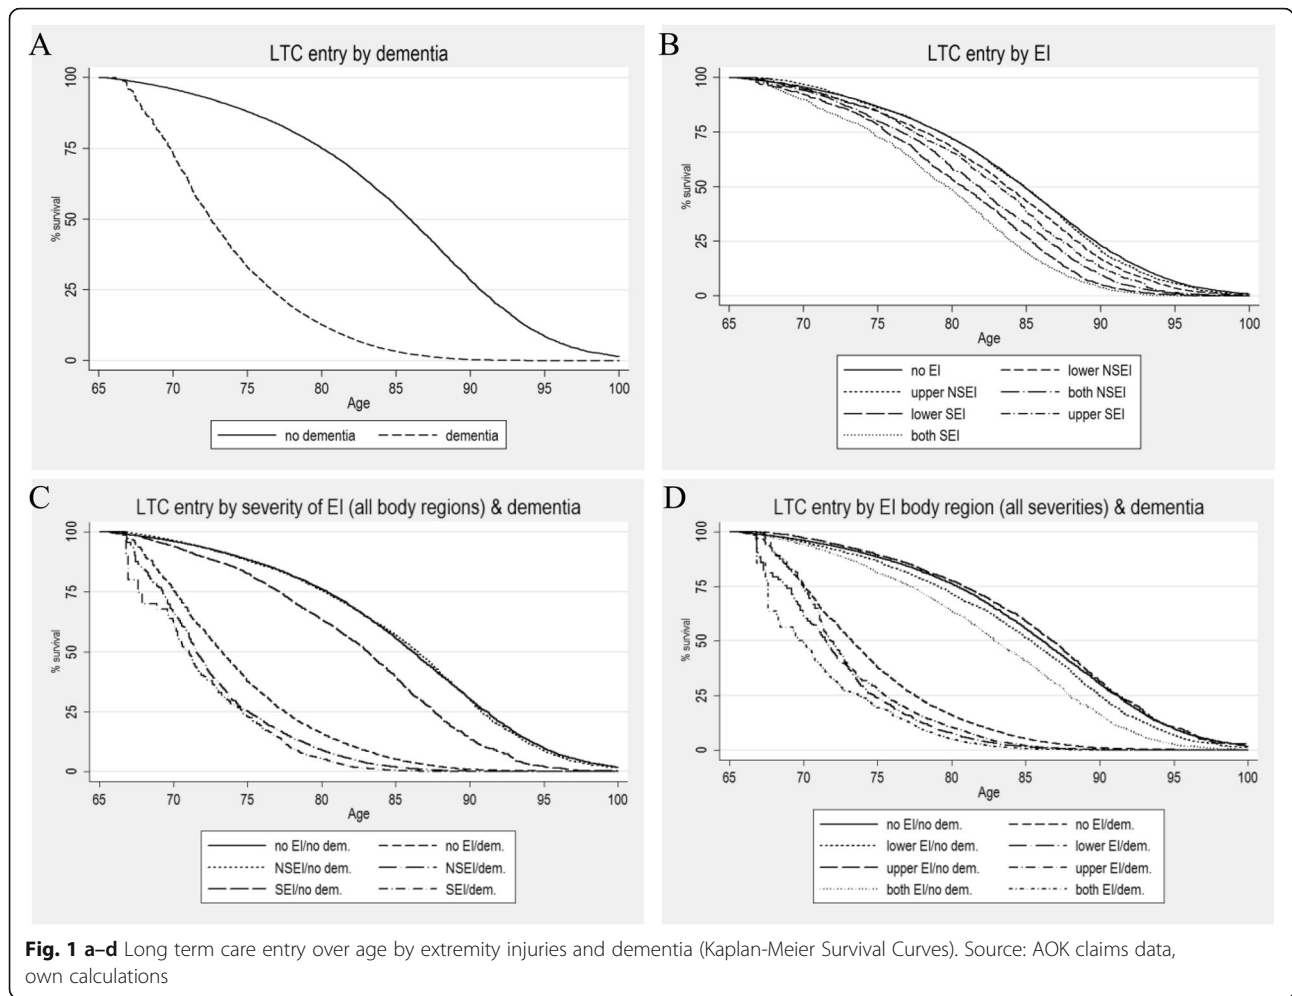 A
LTC entry by dementia
100
75
50
25
0
% survival
65 70 75 80 85 90 95 100
Age
no dementia dementia
B
LTC entry by EI
100
75
50
25
0
% survival
65 70 75 80 85 90 95 100
Age
no EI lower NSEI
upper NSEI both NSEI
lower SEI upper SEI
both SEI
C
LTC entry by severity of EI (all body regions) & dementia
100
75
50
25
0
% survival
65 70 75 80 85 90 95 100
Age
no EI/no dem. no EI/dem.
NSEI/no dem. NSEI/dem.
SEI/no dem. SEI/dem.
D
LTC entry by EI body region (all severities) & dementia
100
75
50
25
0
% survival
65 70 75 80 85 90 95 100
Age
no EI/no dem. no EI/dem.
lower EI/no dem. lower EI/dem.
upper EI/no dem. upper EI/dem.
both EI/no dem. both EI/dem.
Fig. 1 a–d Long term care entry over age by extremity injuries and dementia (Kaplan-Meier Survival Curves). Source: AOK claims data,
own calculations